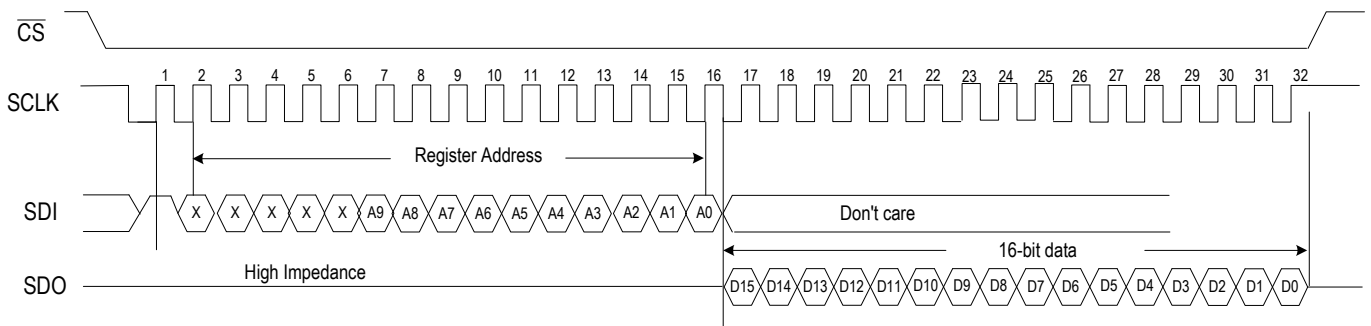 CS
1 2 3 4 5 6 7 8 9 10 11 12 13 14 15 16 17 18 19 20 21 22 23 24 25 26 27 28 29 30 31 32
SCLK
Register Address
SDI X X X X X A9 A8 A7 A6 A5 A4 A3 A2 A1 A0 Don't care
16-bit data
High Impedance
SDO D15 D14 D13 D12 D11 D10 D9 D8 D7 D6 D5 D4 D3 D2 D1 D0